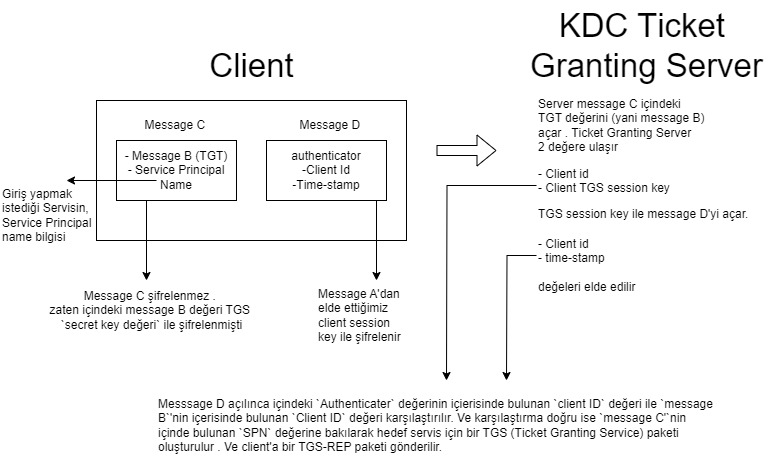 KDC Ticket
Granting Server
Client
Message C
- Message B (TGT)
- Service Principal
Name
Message D
authenticator
-Client Id
-Time-stamp
Giriş yapmak
istediği Servisin,
Service Principal
name bilgisi
Message C şifrelenmez .
zaten içindeki message B değeri TGS
`secret key değeri` ile şifrelenmişti
Message A'dan
elde ettiğimiz
client session
key ile şifrelenir
Server message C içindeki
TGT değerini (yani message B)
açar . Ticket Granting Server
2 değere ulaşır
- Client id
- Client TGS session key
TGS session key ile message D'yi açar.
- Client id
- time-stamp
değeleri elde edilir
Messsage D açılınca içindeki `Authenticater` değerinin içierisinde bulunan `client ID` değeri ile `message
B`'nin içerisinde bulunan `Client ID` değeri karşılaştırılır. Ve karşılaştırma doğru ise `message C'`nin
içinde bulunan `SPN` değerine bakılarak hedef servis için bir TGS (Ticket Granting Service) paketi
oluşturulur . Ve client'a bir TGS-REP paketi gönderilir.